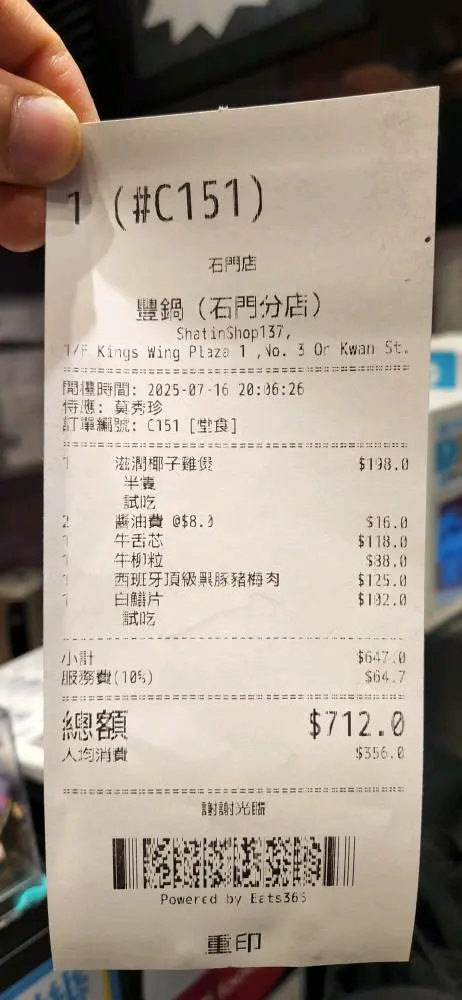 1 (#C151)
石門店
豐鍋 (石門分店)
ShatinShop137,
1/F Kings Wing Plaza 1 ,No. 3 On Kwan St.
開檯時間: 2025-07-16 20:06:26
侍應: 莫秀珍
訂單編號: C151 [堂食]
1 滋潤椰子雞煲 $198.0
半隻
試吃
2 醬油費 @$8.0 $16.0
1 牛舌芯 $118.0
1 牛柳粒 $88.0
1 西班牙頂級黑豚豬梅肉 $125.0
1 白鱔片 $102.0
試吃
小計 $647.0
服務費(10%) $64.7
總額 $712.0
人均消費 $356.0
謝謝光臨
Powered by Eats365
重印